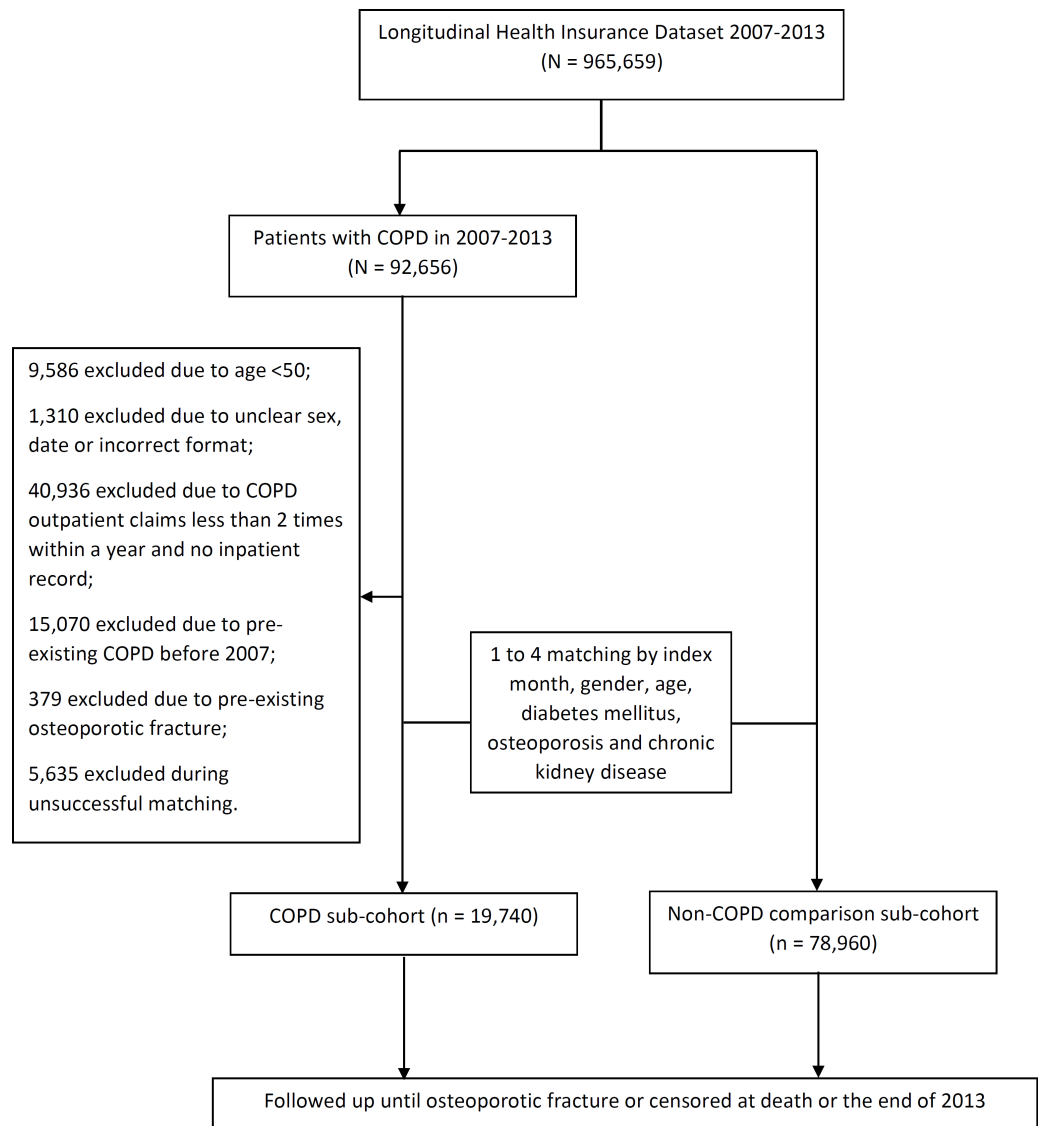 Longitudinal Health Insurance Dataset 2007-2013
(N = 965,659)
Patients with COPD in 2007-2013
(N = 92,656)
9,586 excluded due to age <50;
1,310 excluded due to unclear sex,
date or incorrect format;
40,936 excluded due to COPD
outpatient claims less than 2 times
within a year and no inpatient
record;
15,070 excluded due to pre-
existing COPD before 2007;
379 excluded due to pre-existing
osteoporotic fracture;
5,635 excluded during
unsuccessful matching.
1 to 4 matching by index
month, gender, age,
diabetes mellitus,
osteoporosis and chronic
kidney disease
COPD sub-cohort (n = 19,740)
Non-COPD comparison sub-cohort
(n = 78,960)
Followed up until osteoporotic fracture or censored at death or the end of 2013